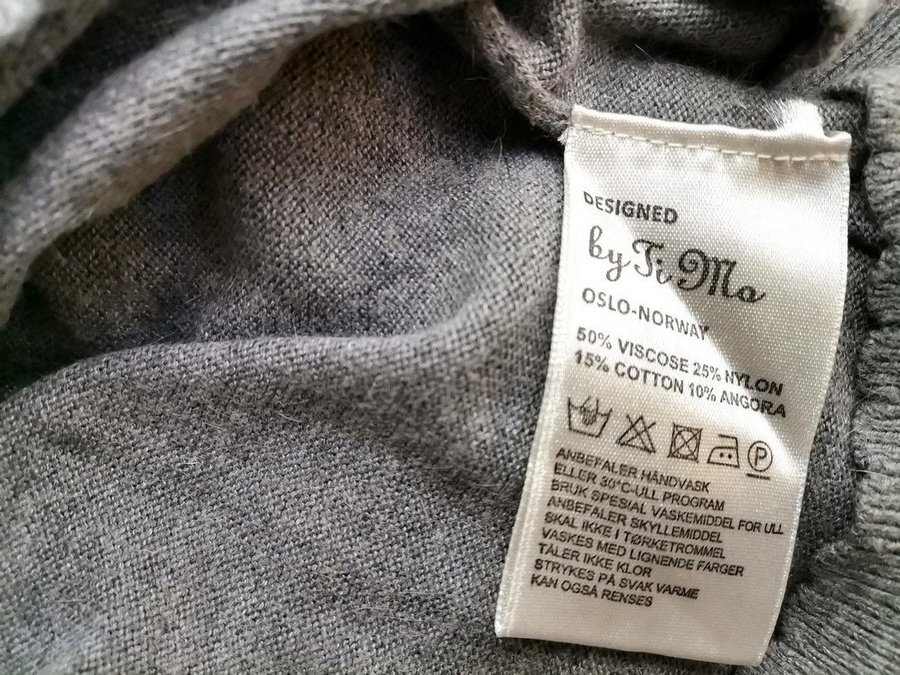 DESIGNED
by Ti Mo
OSLO-NORWAY
50% VISCOSE 25% NYLON
15% COTTON 10% ANGORA
P
ANBEFALER HÅNDVASK
ELLER 30°C-ULL PROGRAM
BRUK SPESIAL VASKEMIDDEL FOR ULL
ANBEFALER SKYLLEMIDDEL
SKAL IKKE I TØRKETROMMEL
VASKES MED LIGNENDE FARGER
TÅLER IKKE KLOR
STRYKES PÅ SVAK VARME
KAN OGSÅ RENSES